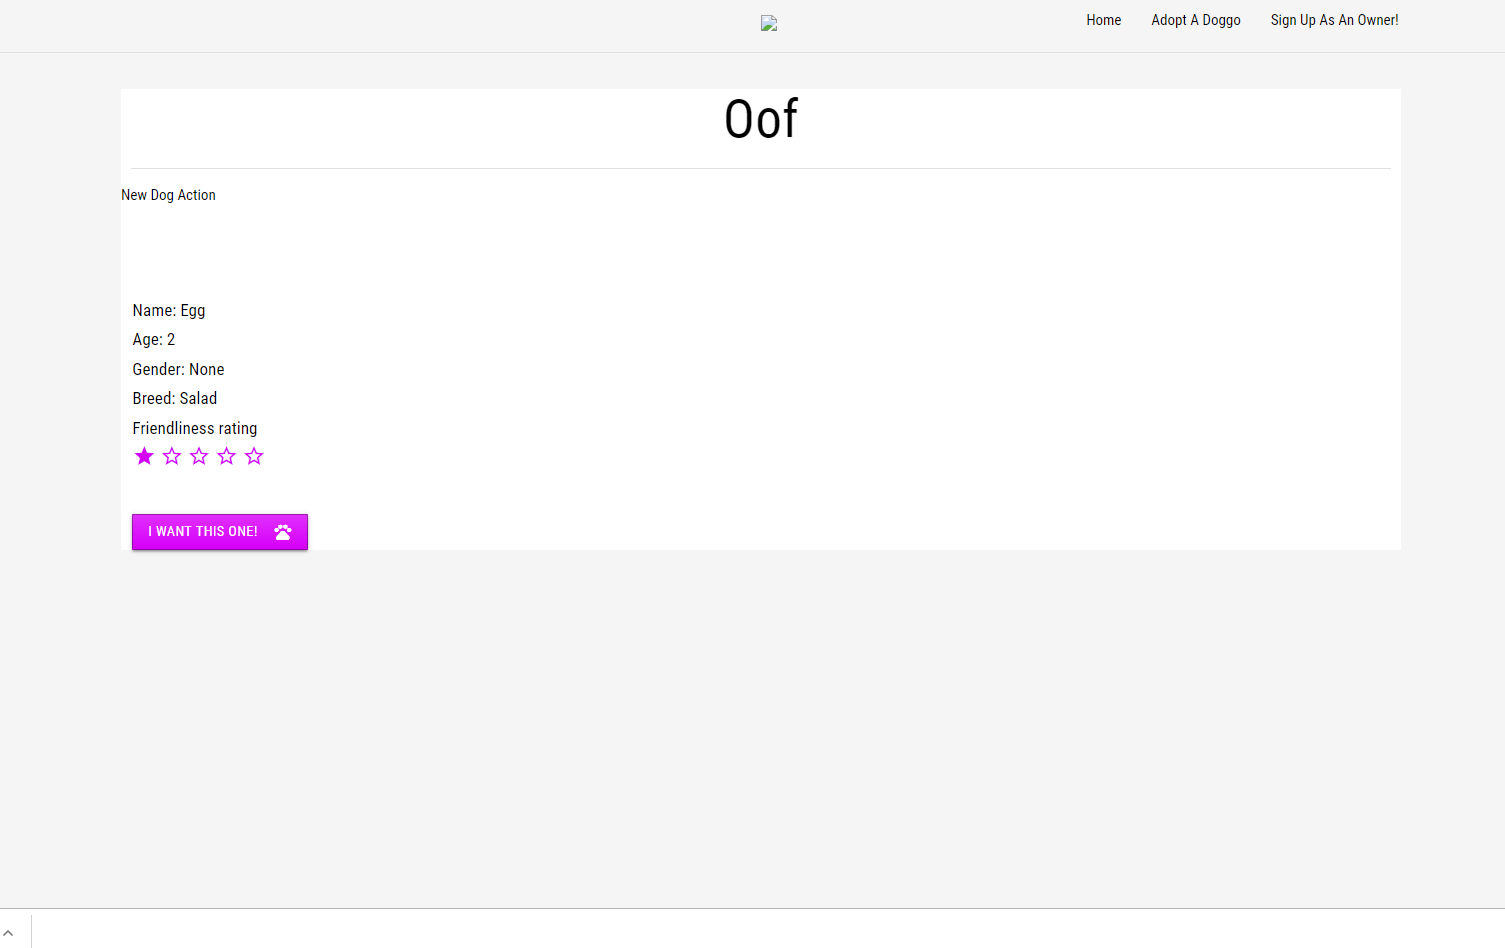 Home Adopt A Doggo Sign Up As An Owner!
Oof
New Dog Action
Name: Egg
Age: 2
Gender: None
Breed: Salad
Friendliness rating
I WANT THIS ONE!